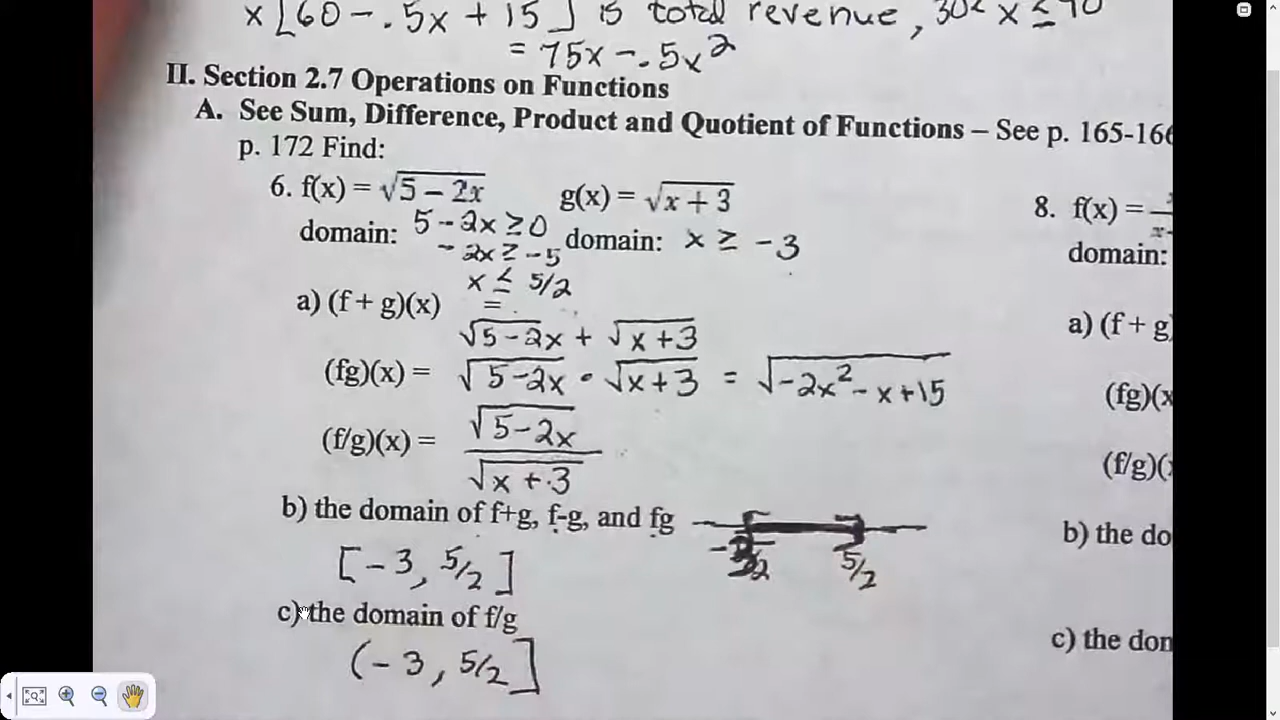 x[60 - .5x + 15] is total revenue, 30 < x ≤ 90
= 75x - .5x²
II. Section 2.7 Operations on Functions
A. See Sum, Difference, Product and Quotient of Functions – See p. 165-166
p. 172 Find:
6. f(x) = √(5 – 2x) g(x) = √(x + 3) 8. f(x) =
domain: 5 - 2x ≥ 0 domain: x ≥ -3 domain:
- 2x ≥ -5
x ≤ 5/2
a) (f + g)(x) = √(5-2x) + √(x+3) a) (f + g)
(fg)(x) = √(5-2x) • √(x+3) = √(-2x² - x + 15) (fg)(x
(f/g)(x) = √(5-2x) / √(x + 3) (f/g)(
b) the domain of f+g, f-g, and fg b) the do
[-3, 5/2] 5/2
c) the domain of f/g c) the don
(-3, 5/2]